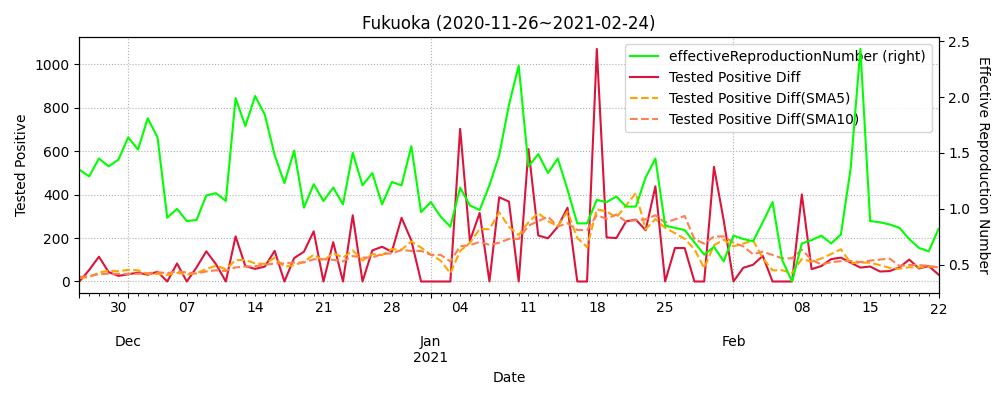 Fukuoka (2020-11-26~2021-02-24)
effectiveReproductionNumber (right)
Tested Positive Diff
Tested Positive Diff(SMA5)
Tested Positive Diff(SMA10)
Tested Positive
1000
800
600
400
200
0
Effective Reproduction Number
2.5
2.0
1.5
1.0
0.5
30 07 14 21 28 04 11 18 25 08 15 22
Dec Jan Feb
2021
Date